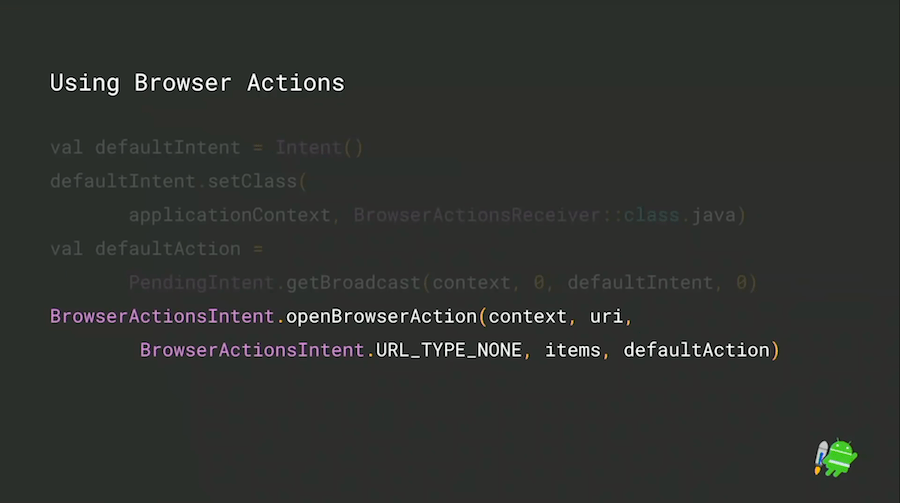 Using Browser Actions
val defaultIntent = Intent()
defaultIntent.setClass(
applicationContext, BrowserActionsReceiver::class.java)
val defaultAction =
PendingIntent.getBroadcast(context, 0, defaultIntent, 0)
BrowserActionsIntent.openBrowserAction(context, uri,
BrowserActionsIntent.URL_TYPE_NONE, items, defaultAction)